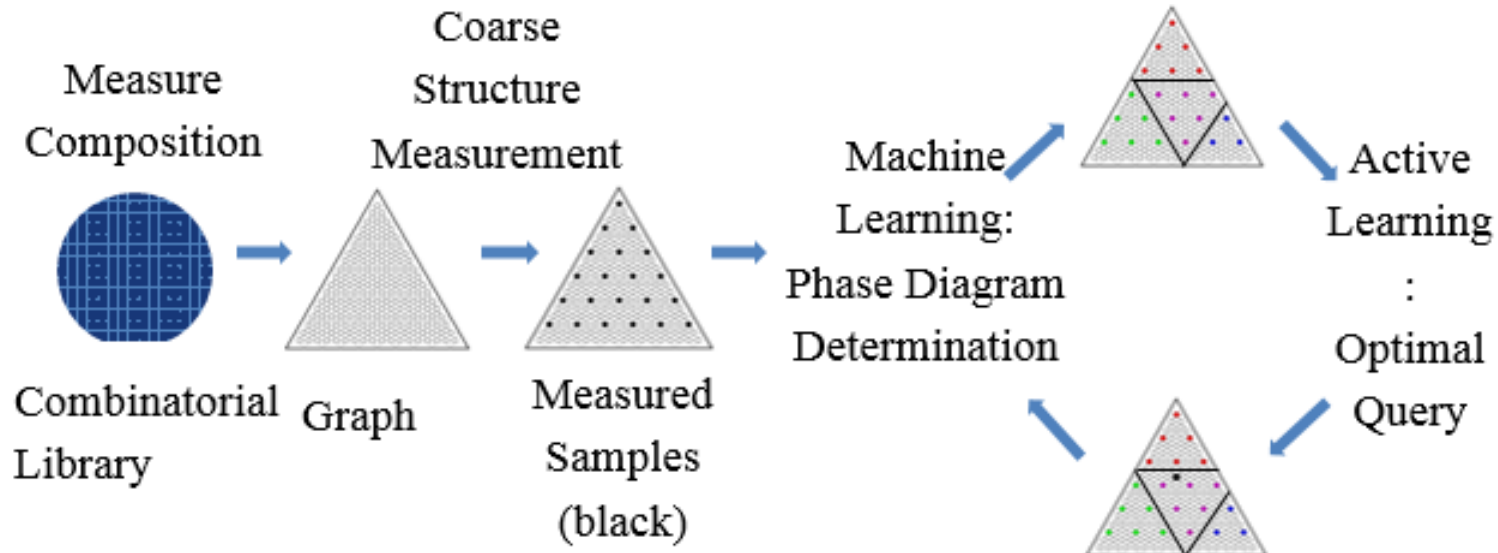 Measure
Composition
Combinatorial
Library
Graph
Coarse
Structure
Measurement
Measured
Samples
(black)
Machine
Learning:
Phase Diagram
Determination
Active
Learning
:
Optimal
Query